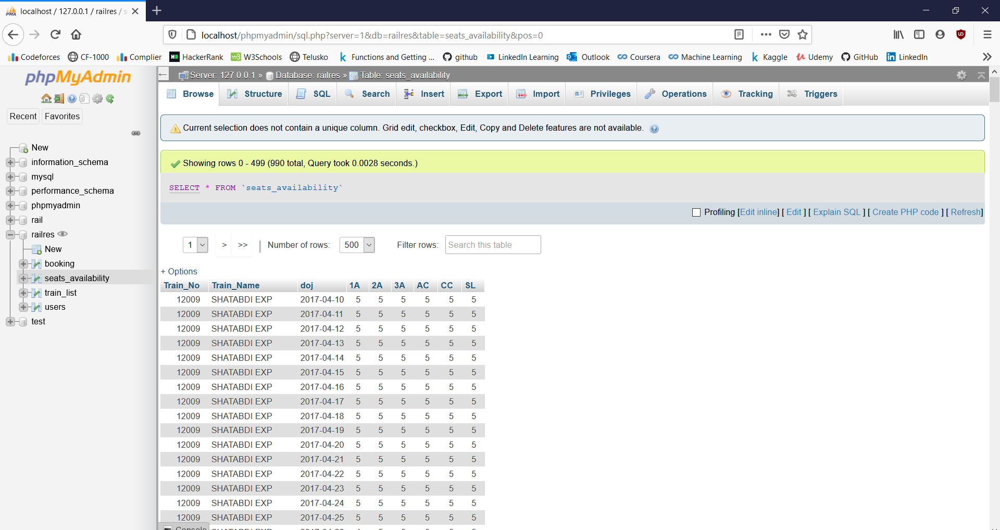 localhost / 127.0.0.1 / railres / s
localhost/phpmyadmin/sql.php?server=1&db=railres&table=seats_availability&pos=0
Codeforces CF-1000 Complier HackerRank W3Schools Telusko Functions and Getting ... github LinkedIn Learning Outlook Coursera Machine Learning Kaggle Udemy GitHub LinkedIn
phpMyAdmin
Recent Favorites
New
information_schema
mysql
performance_schema
phpmyadmin
rail
railres
New
booking
seats_availability
train_list
users
test
Server: 127.0.0.1 » Database: railres » Table: seats_availability
Browse Structure SQL Search Insert Export Import Privileges Operations Tracking Triggers
Current selection does not contain a unique column. Grid edit, checkbox, Edit, Copy and Delete features are not available.
Showing rows 0 - 499 (990 total, Query took 0.0028 seconds.)
SELECT * FROM `seats_availability`
Profiling [Edit inline] [ Edit ] [ Explain SQL ] [ Create PHP code ] [ Refresh]
1 > >> | Number of rows: 500 Filter rows: Search this table
+ Options
Train_No Train_Name doj 1A 2A 3A AC CC SL
12009 SHATABDI EXP 2017-04-10 5 5 5 5 5 5
12009 SHATABDI EXP 2017-04-11 5 5 5 5 5 5
12009 SHATABDI EXP 2017-04-12 5 5 5 5 5 5
12009 SHATABDI EXP 2017-04-13 5 5 5 5 5 5
12009 SHATABDI EXP 2017-04-14 5 5 5 5 5 5
12009 SHATABDI EXP 2017-04-15 5 5 5 5 5 5
12009 SHATABDI EXP 2017-04-16 5 5 5 5 5 5
12009 SHATABDI EXP 2017-04-17 5 5 5 5 5 5
12009 SHATABDI EXP 2017-04-18 5 5 5 5 5 5
12009 SHATABDI EXP 2017-04-19 5 5 5 5 5 5
12009 SHATABDI EXP 2017-04-20 5 5 5 5 5 5
12009 SHATABDI EXP 2017-04-21 5 5 5 5 5 5
12009 SHATABDI EXP 2017-04-22 5 5 5 5 5 5
12009 SHATABDI EXP 2017-04-23 5 5 5 5 5 5
12009 SHATABDI EXP 2017-04-24 5 5 5 5 5 5
12009 SHATABDI EXP 2017-04-25 5 5 5 5 5 5
Console